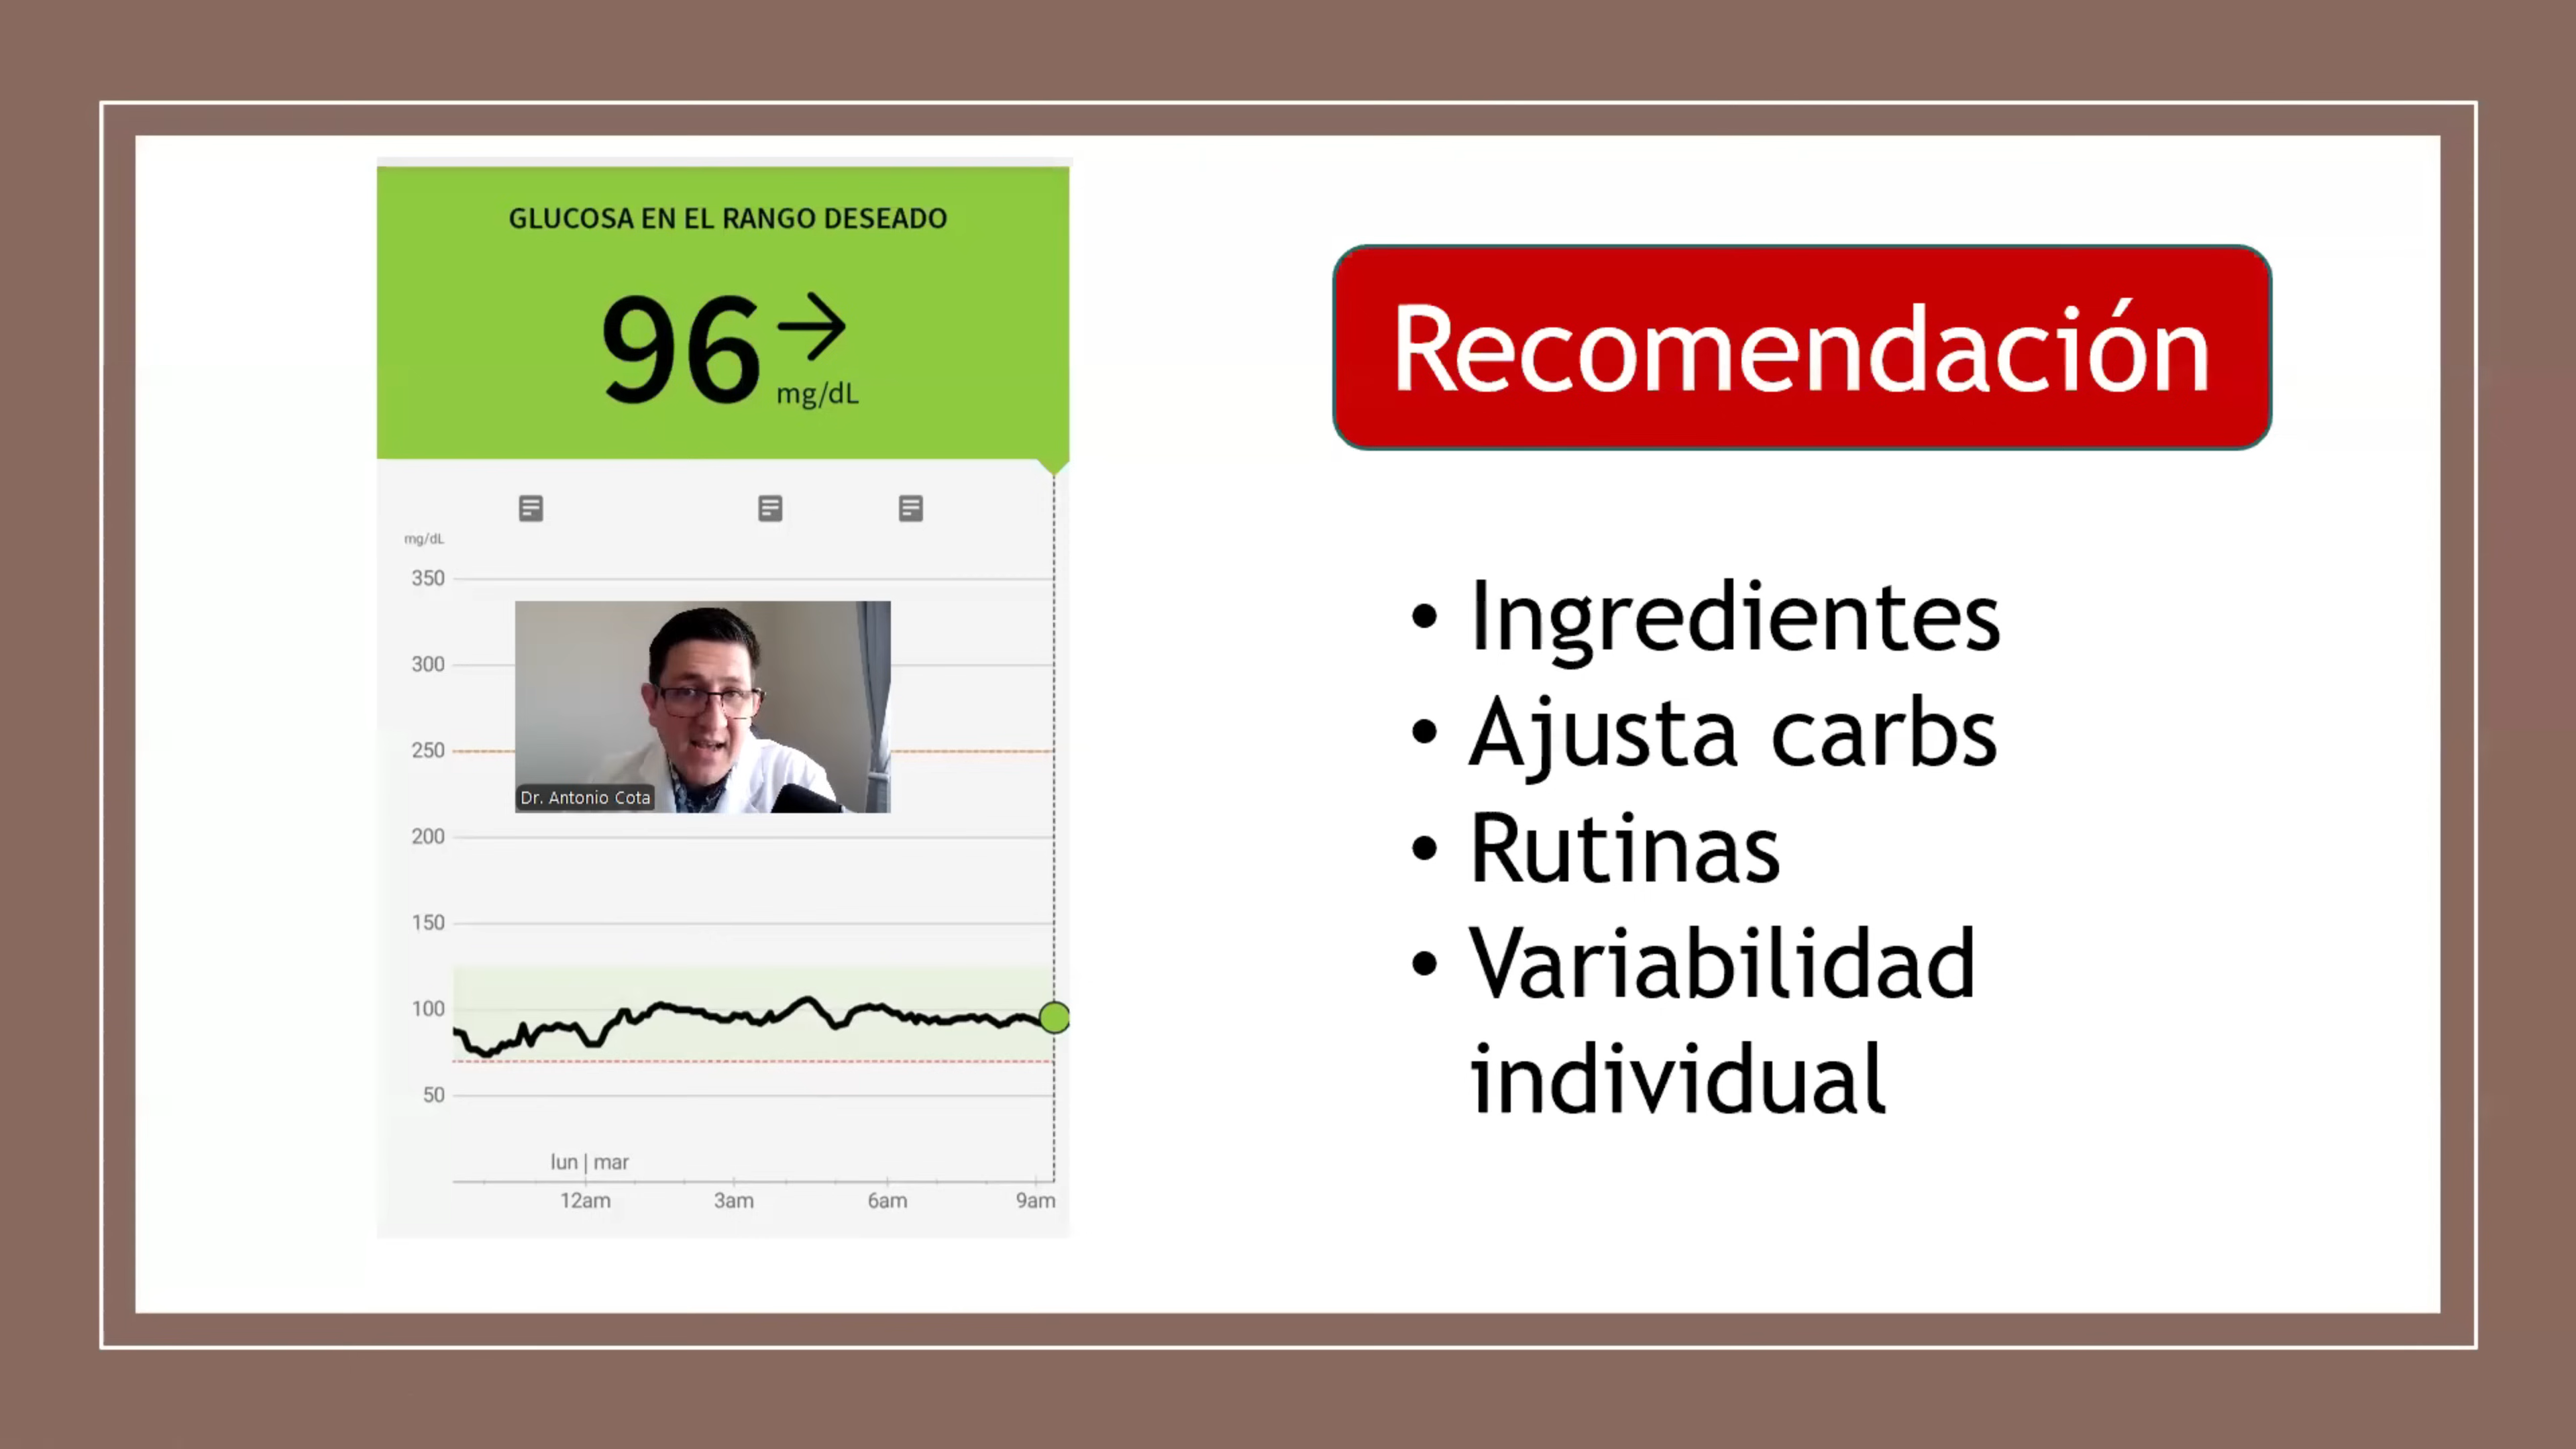 GLUCOSA EN EL RANGO DESEADO
96
mg/dL
mg/dL
350
300
250
200
150
100
50
Dr. Antonio Cota
lun | mar
12am 3am 6am 9am
Recomendación
• Ingredientes
• Ajusta carbs
• Rutinas
• Variabilidad
individual